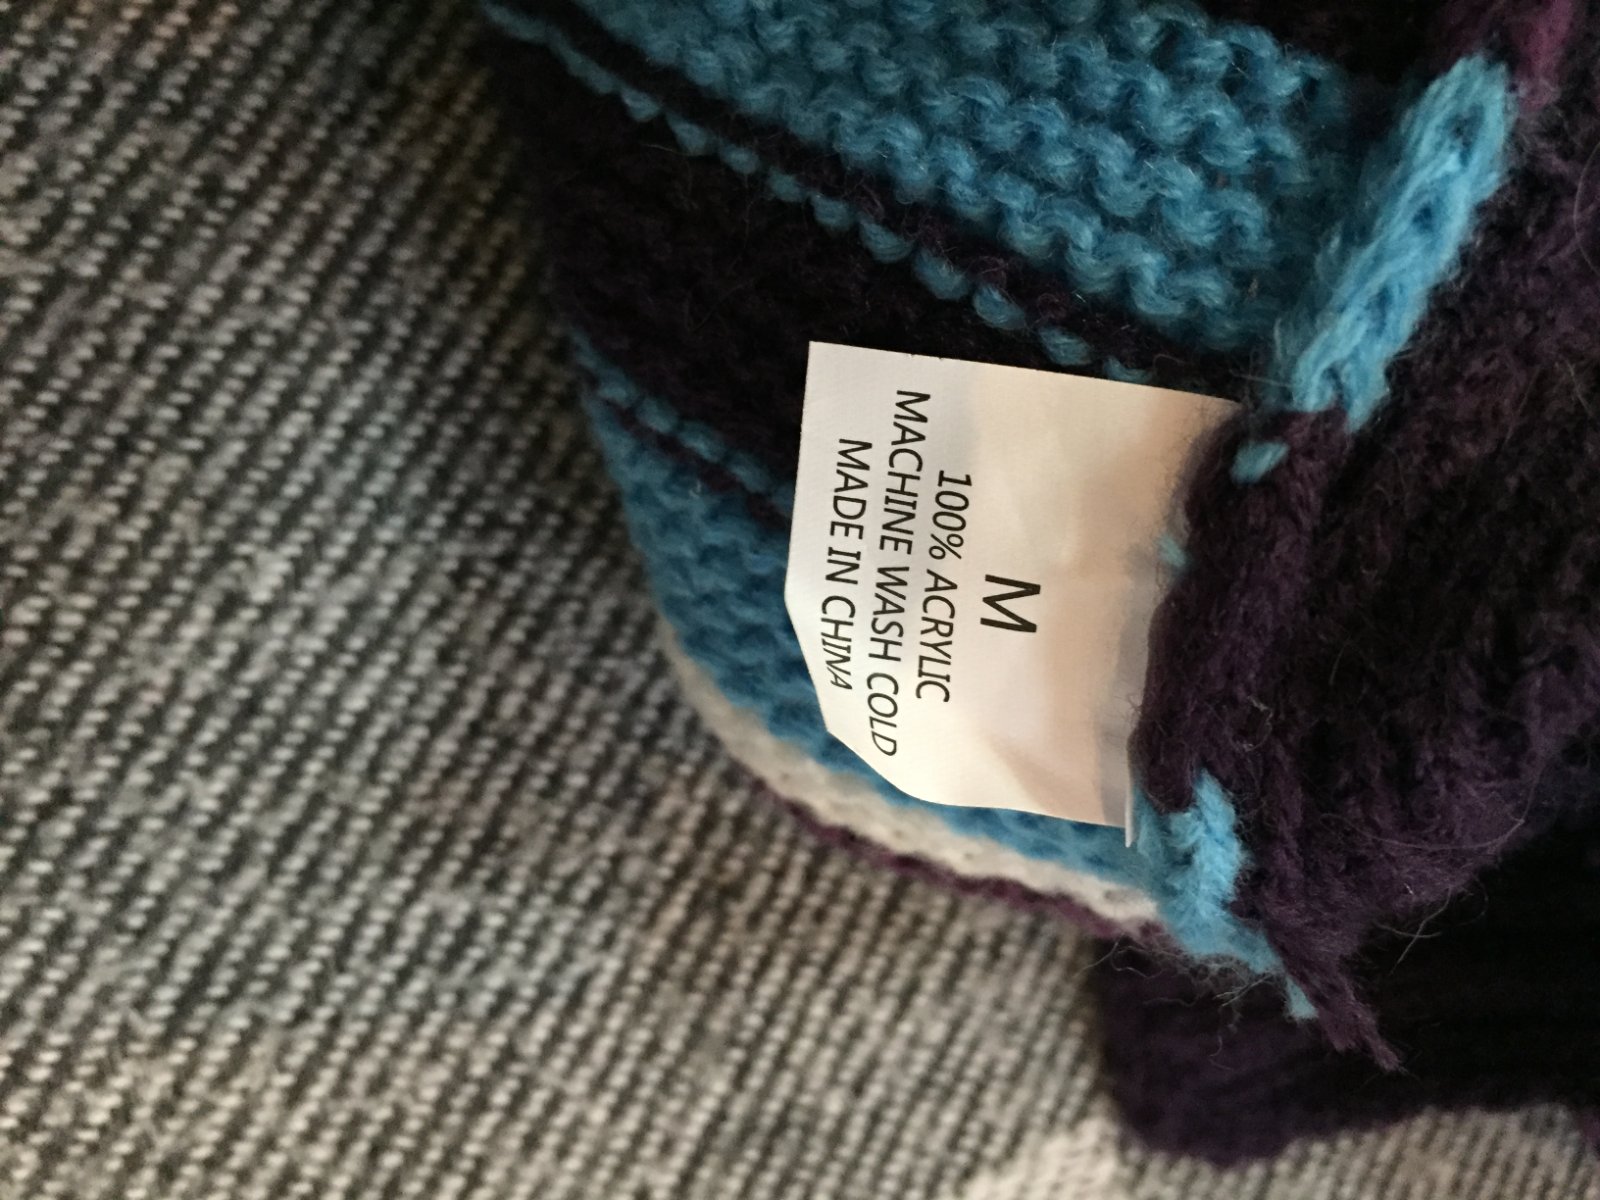 M
100% ACRYLIC
MACHINE WASH COLD
MADE IN CHINA